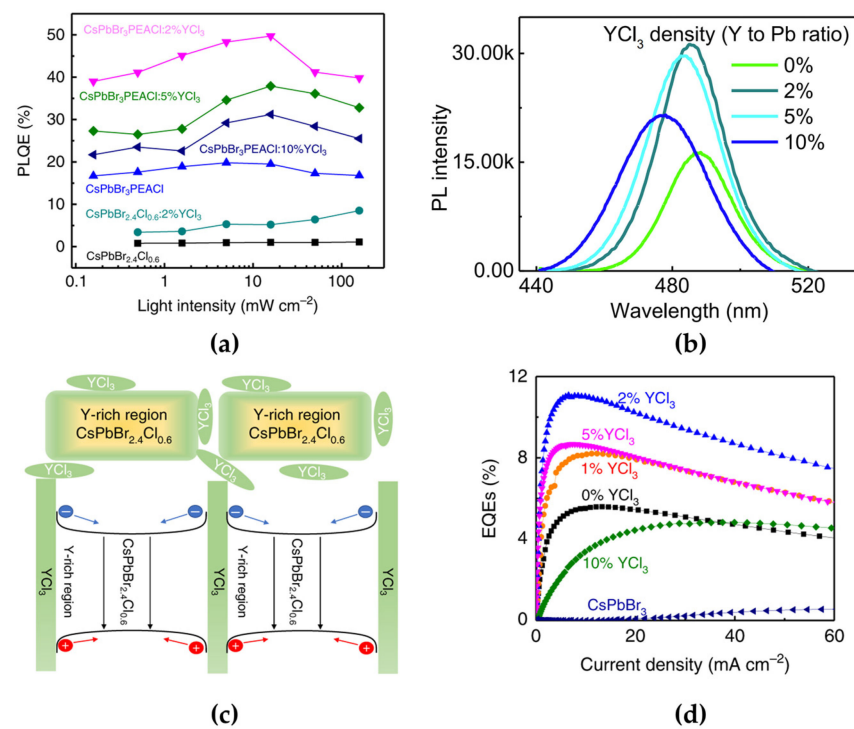 CsPbBr₃PEACl:2%YCl₃
CsPbBr₃PEACl:5%YCl₃
CsPbBr₃PEACl:10%YCl₃
CsPbBr₃PEACl
CsPbBr₂.₄Cl₀.₆:2%YCl₃
CsPbBr₂.₄Cl₀.₆
PLQE (%)
50
40
30
20
10
0
0.1
1
10
100
Light intensity (mW cm⁻²)
(a)
PL intensity
30.00k
15.00k
0.00
YCl₃ density (Y to Pb ratio)
0%
2%
5%
10%
440
480
520
Wavelength (nm)
(b)
YCl₃
YCl₃
Y-rich region
CsPbBr₂.₄Cl₀.₆
YCl₃
Y-rich region
CsPbBr₂.₄Cl₀.₆
YCl₃
YCl₃
YCl₃
YCl₃
YCl₃
Y-rich region
CsPbBr₂.₄Cl₀.₆
YCl₃
Y-rich region
CsPbBr₂.₄Cl₀.₆
YCl₃
(c)
EQEs (%)
12
8
4
0
2% YCl₃
5%YCl₃
1% YCl₃
0% YCl₃
10% YCl₃
CsPbBr₃
0
20
40
60
Current density (mA cm⁻²)
(d)